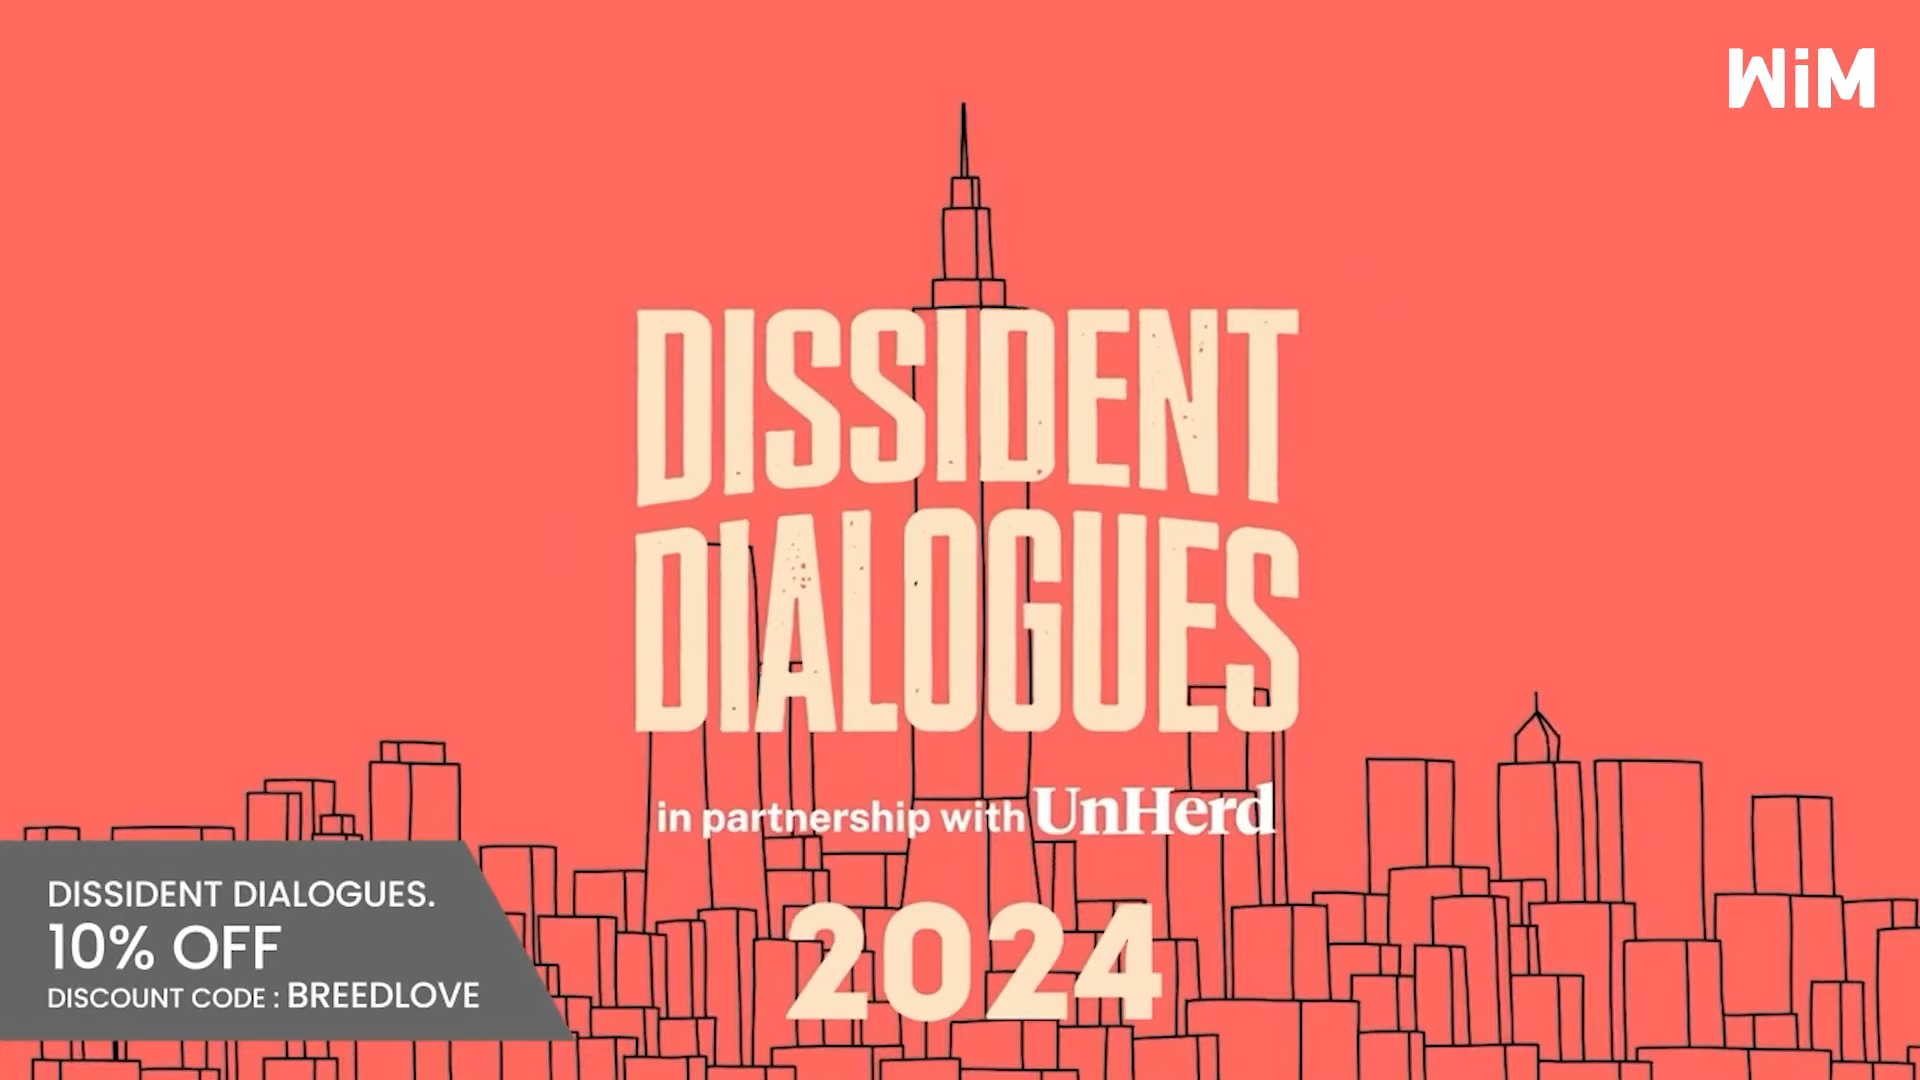 WiM
DISSIDENT
DIALOGUES
in partnership with UnHerd
2024
DISSIDENT DIALOGUES.
10% OFF
DISCOUNT CODE : BREEDLOVE